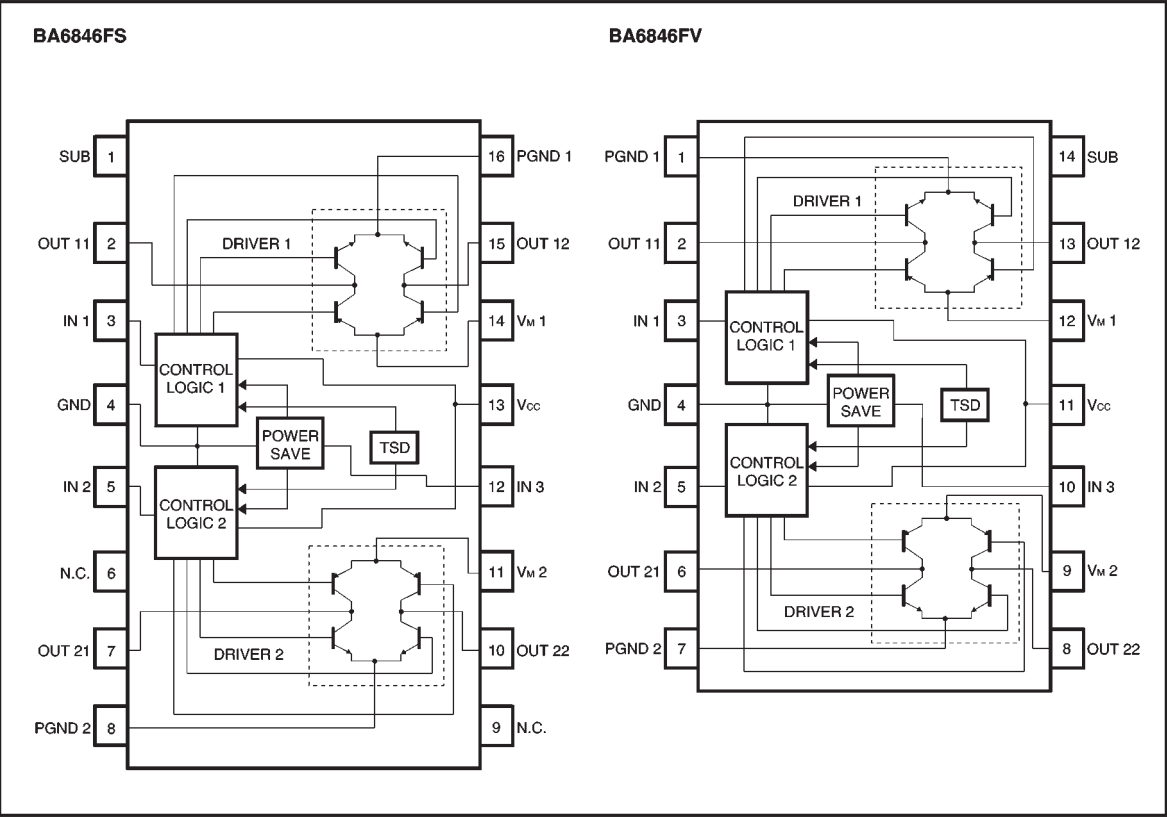 BA6846FS
SUB 1
OUT 11 2
IN 1 3
GND 4
IN 2 5
N.C. 6
OUT 21 7
PGND 2 8
16 PGND 1
15 OUT 12
14 VM 1
13 VCC
12 IN 3
11 VM 2
10 OUT 22
9 N.C.
DRIVER 1
CONTROL
LOGIC 1
POWER
SAVE
TSD
CONTROL
LOGIC 2
DRIVER 2
BA6846FV
PGND 1 1
OUT 11 2
IN 1 3
GND 4
IN 2 5
OUT 21 6
PGND 2 7
14 SUB
13 OUT 12
12 VM 1
11 VCC
10 IN 3
9 VM 2
8 OUT 22
DRIVER 1
CONTROL
LOGIC 1
POWER
SAVE
TSD
CONTROL
LOGIC 2
DRIVER 2